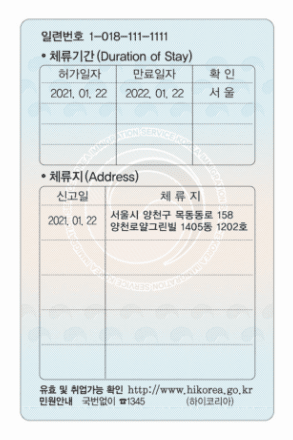 일련번호 1-018-111-1111
• 체류기간(Duration of Stay)
허가일자 만료일자 확 인
2021. 01. 22 2022. 01. 22 서 울
• 체류지(Address)
신고일 체 류 지
2021. 01. 22 서울시 양천구 목동동로 158
양천로얄그린빌 1405동 1202호
유효 및 취업가능 확인 http://www.hikorea.go.kr
민원안내 국번없이 ☎1345 (하이코리아)